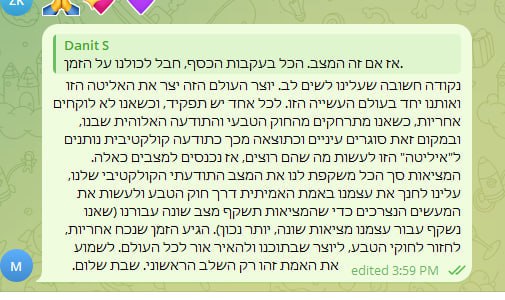 ZK
Danit S
אז אם זה המצב. הכל בעקבות הכסף, חבל לכולנו על הזמן.
נקודה חשובה שעלינו לשים לב. יוצר העולם הזה יצר את האליטה הזו
ואותנו יחד בעולם העשייה הזו. לכל אחד יש תפקיד, וכשאנו לא לוקחים
אחריות, כשאנו מתרחקים מהחוק הטבעי והתודעה האלוהית שבנו,
ובמקום זאת סוגרים עיניים וכתוצאה מכך כתודעה קולקטיבית נותנים
ל"איליטה" הזו לעשות מה שהם רוצים, אז נכנסים למצבים כאלה.
המציאות סך הכל משקפת לנו את המצב התודעתי הקולקטיבי שלנו,
עלינו לחנך את עצמנו באמת האמיתית דרך חוק הטבע ולעשות את
המעשים הנצרכים כדי שהמציאות תשקף מצב שונה עבורנו (שאנו
נשקף עבור עצמנו מציאות שונה, יותר נכון). הגיע הזמן שנכח אחריות,
לחזור לחוקי הטבע, ליוצר שבתוכנו ולהאיר אור לכל העולם. לשמוע
את האמת זהו רק השלב הראשוני. שבת שלום.
edited 3:59 PM
M